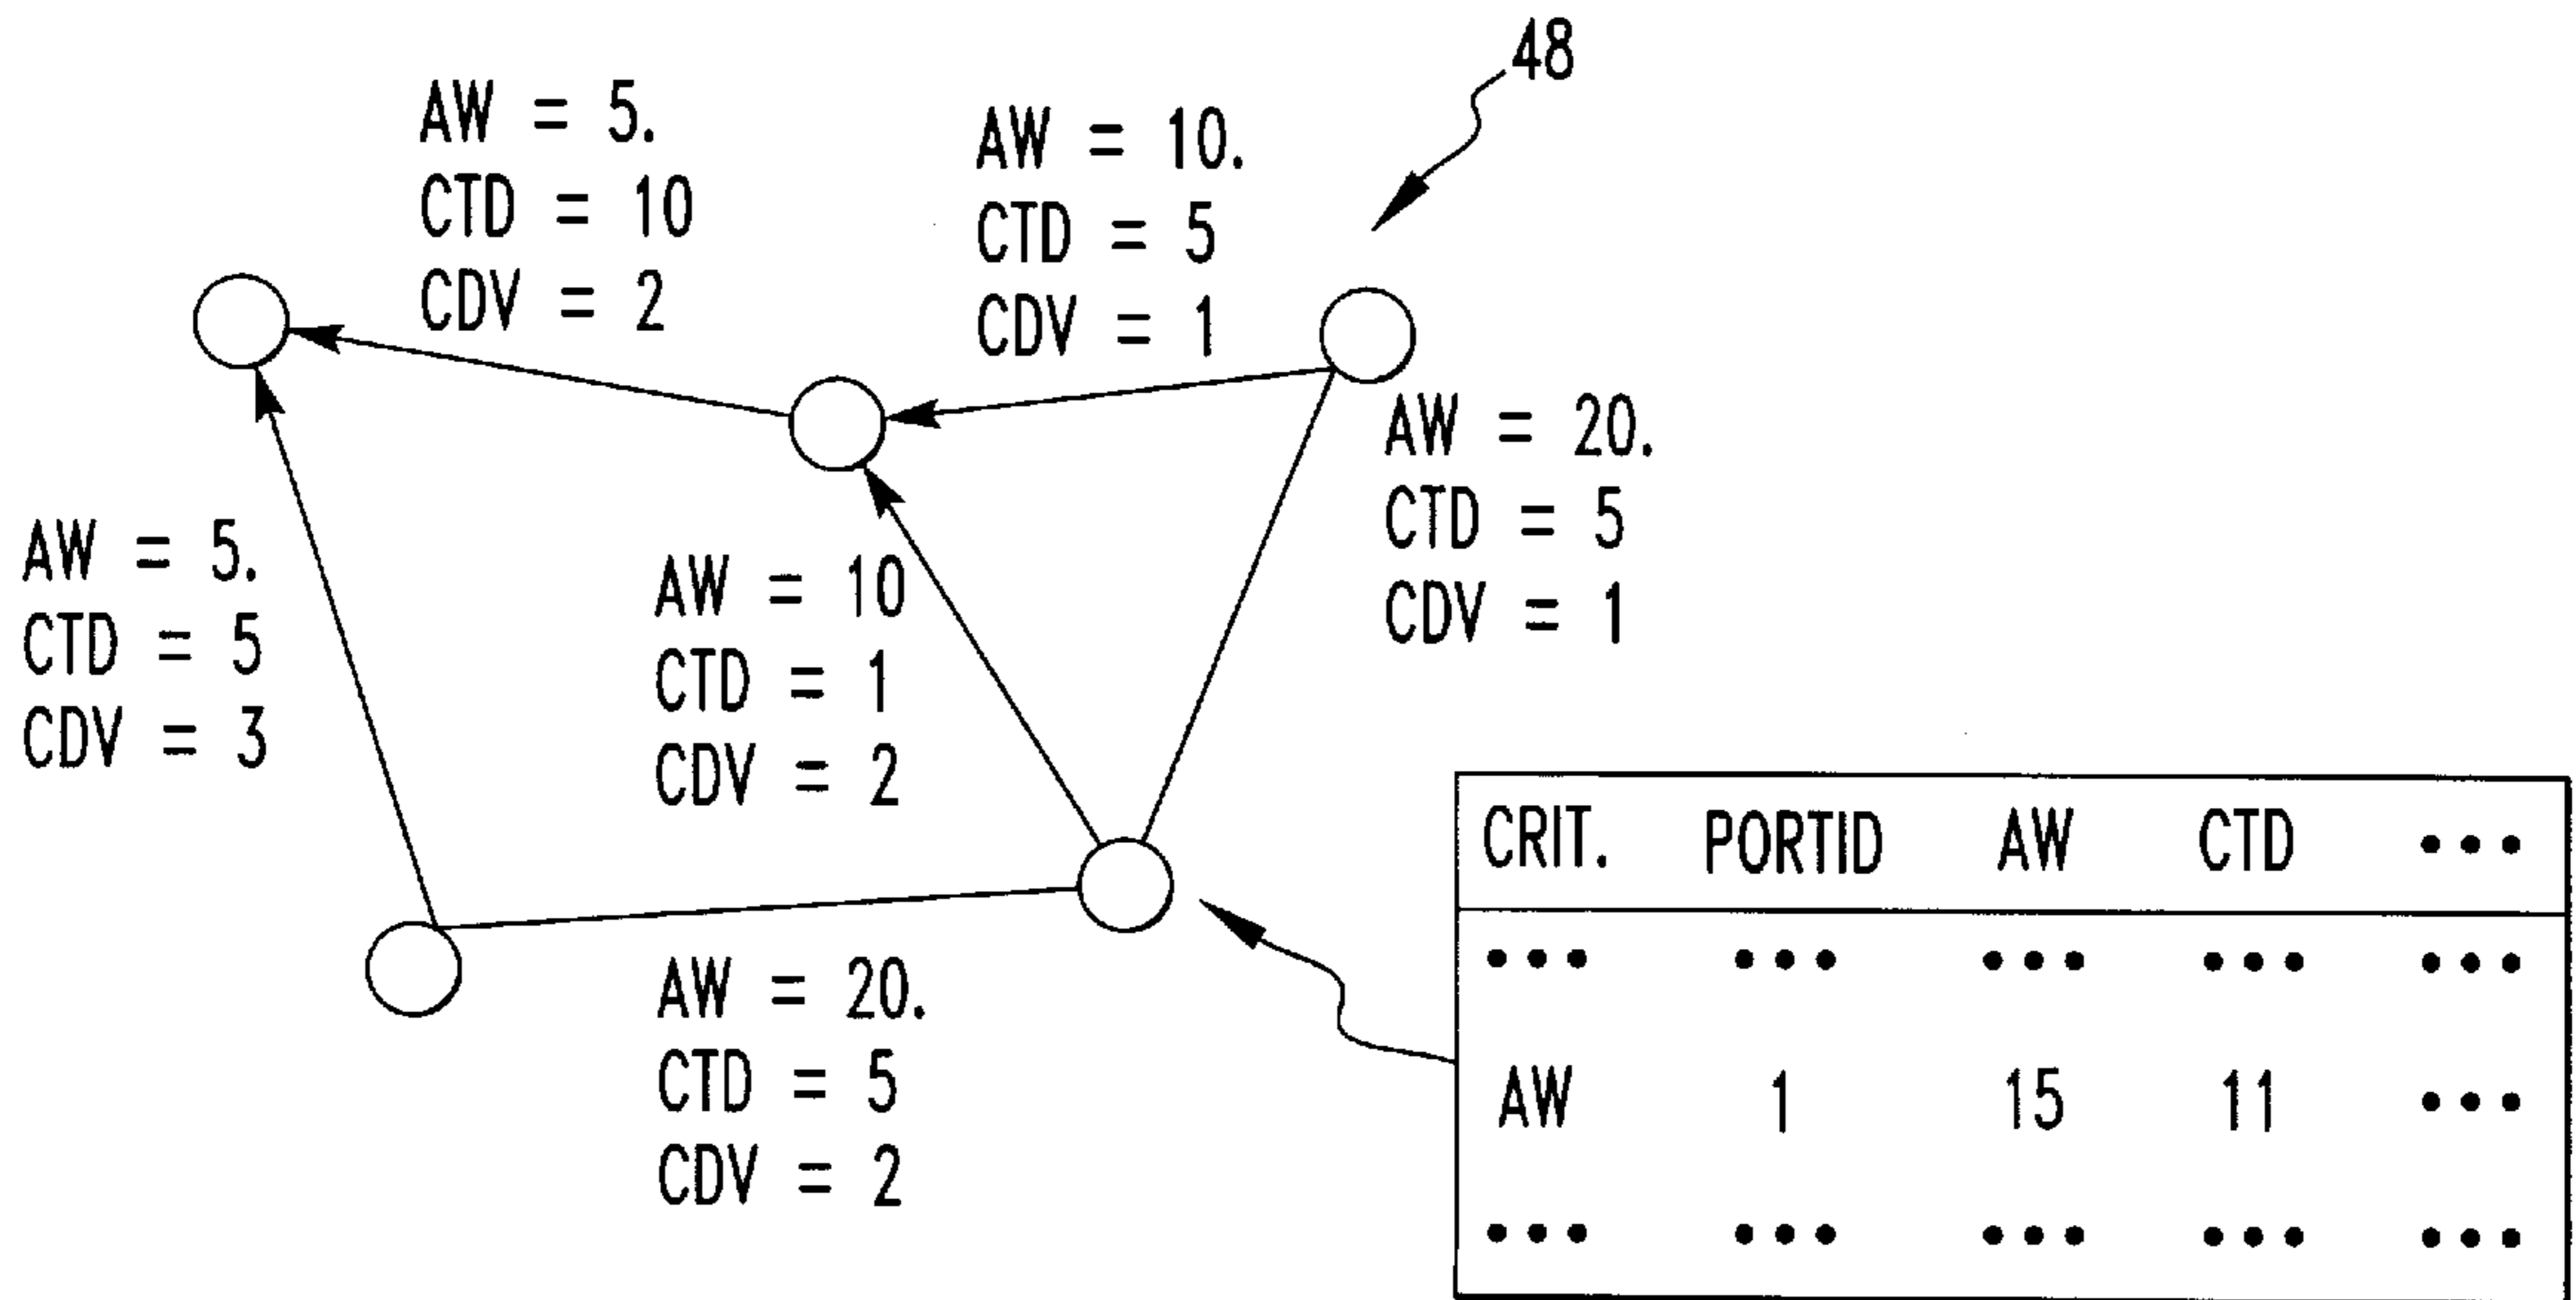 48
AW = 5.
CTD = 10
CDV = 2
AW = 10.
CTD = 5
CDV = 1
AW = 20.
CTD = 5
CDV = 1
AW = 5.
CTD = 5
CDV = 3
AW = 10
CTD = 1
CDV = 2
AW = 20.
CTD = 5
CDV = 2
CRIT. PORTID AW CTD •••
••• ••• ••• ••• •••
AW 1 15 11 •••
••• ••• ••• ••• •••